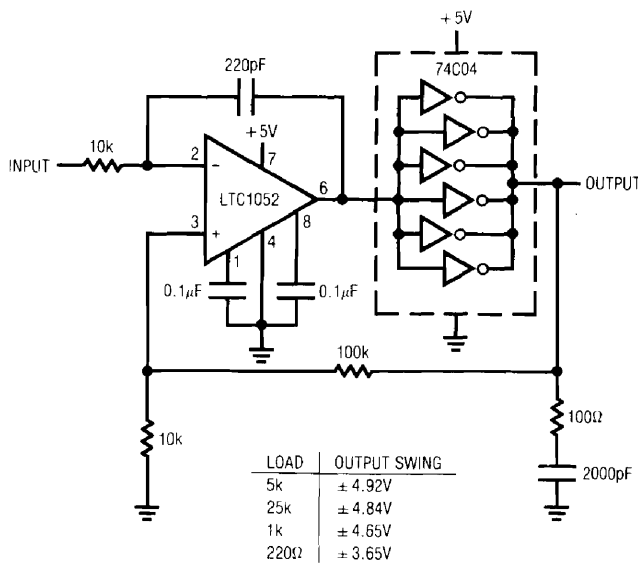 +5V
74C04
220pF
+5V
10k
INPUT
2
−
7
LTC1052
6
3
+
1
4
8
0.1µF
0.1µF
OUTPUT
100k
10k
100Ω
2000pF
LOAD OUTPUT SWING
5k ± 4.92V
25k ± 4.84V
1k ± 4.65V
220Ω ± 3.65V